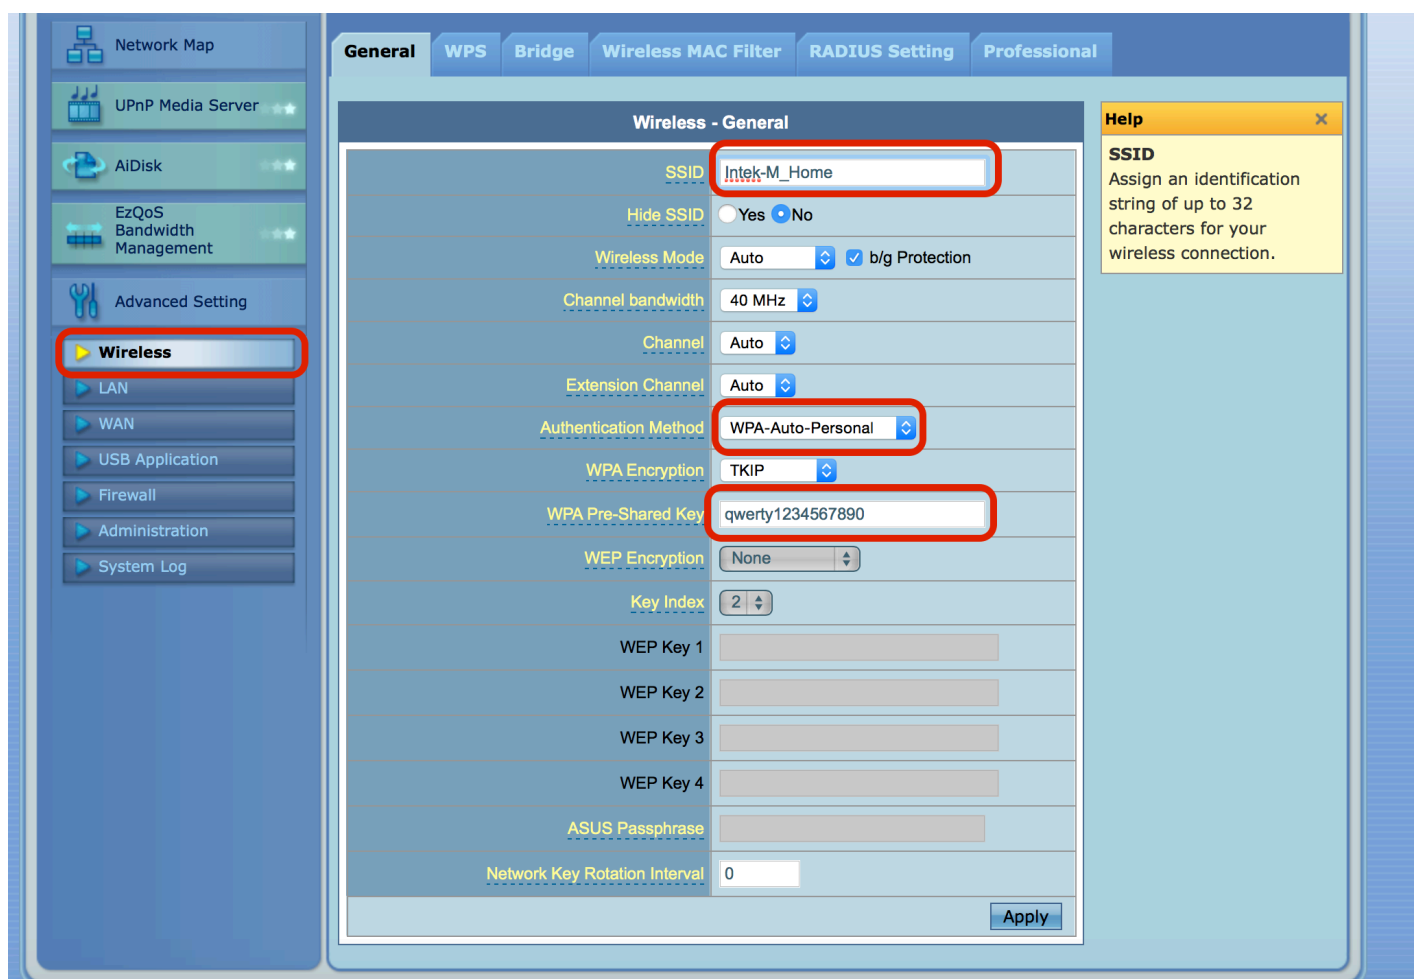 Network Map
UPnP Media Server
AiDisk
EzQoS
Bandwidth
Management
Advanced Setting
Wireless
LAN
WAN
USB Application
Firewall
Administration
System Log
General WPS Bridge Wireless MAC Filter RADIUS Setting Professional
Wireless - General
SSID Intek-M_Home
Hide SSID Yes No
Wireless Mode Auto b/g Protection
Channel bandwidth 40 MHz
Channel Auto
Extension Channel Auto
Authentication Method WPA-Auto-Personal
WPA Encryption TKIP
WPA Pre-Shared Key qwerty1234567890
WEP Encryption None
Key Index 2
WEP Key 1
WEP Key 2
WEP Key 3
WEP Key 4
ASUS Passphrase
Network Key Rotation Interval 0
Apply
Help
SSID
Assign an identification
string of up to 32
characters for your
wireless connection.